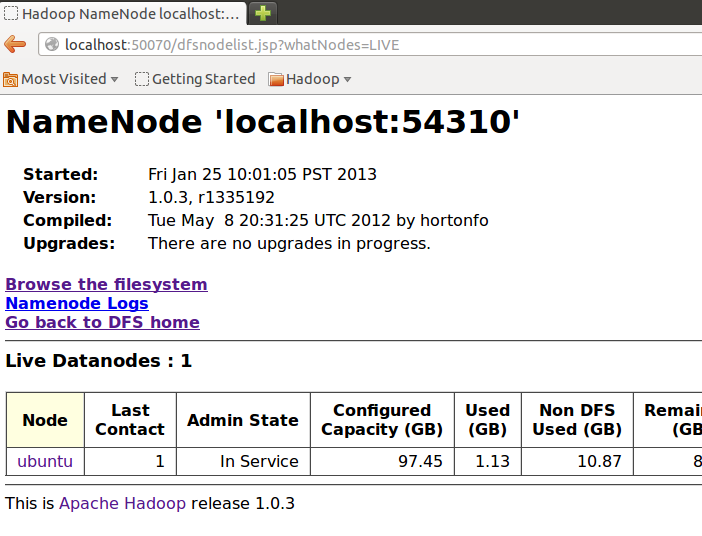 Hadoop NameNode localhost:...
localhost:50070/dfsnodelist.jsp?whatNodes=LIVE
Most Visited Getting Started Hadoop
NameNode 'localhost:54310'
Started: Fri Jan 25 10:01:05 PST 2013
Version: 1.0.3, r1335192
Compiled: Tue May  8 20:31:25 UTC 2012 by hortonfo
Upgrades: There are no upgrades in progress.
Browse the filesystem
Namenode Logs
Go back to DFS home
Live Datanodes : 1
Node Last Contact Admin State Configured Capacity (GB) Used (GB) Non DFS Used (GB) Remai (GB
ubuntu 1 In Service 97.45 1.13 10.87 8
This is Apache Hadoop release 1.0.3